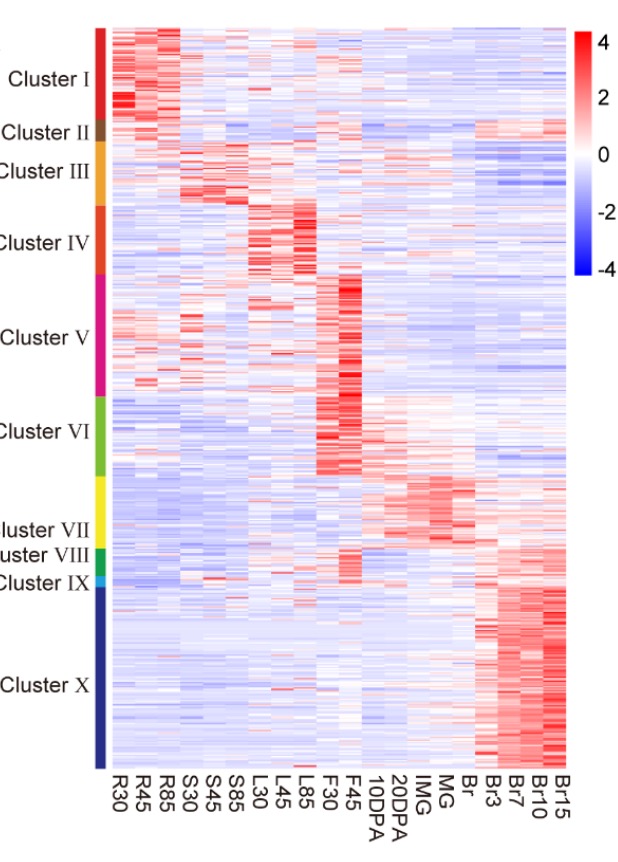 Cluster I
Cluster II
Cluster III
Cluster IV
Cluster V
Cluster VI
luster VII
uster VIII
Cluster IX
Cluster X
4
2
0
-2
-4
R30
R45
R85
S30
S45
S85
L30
L45
L85
F30
F45
10DPA
20DPA
IMG
MG
Br
Br3
Br7
Br10
Br15